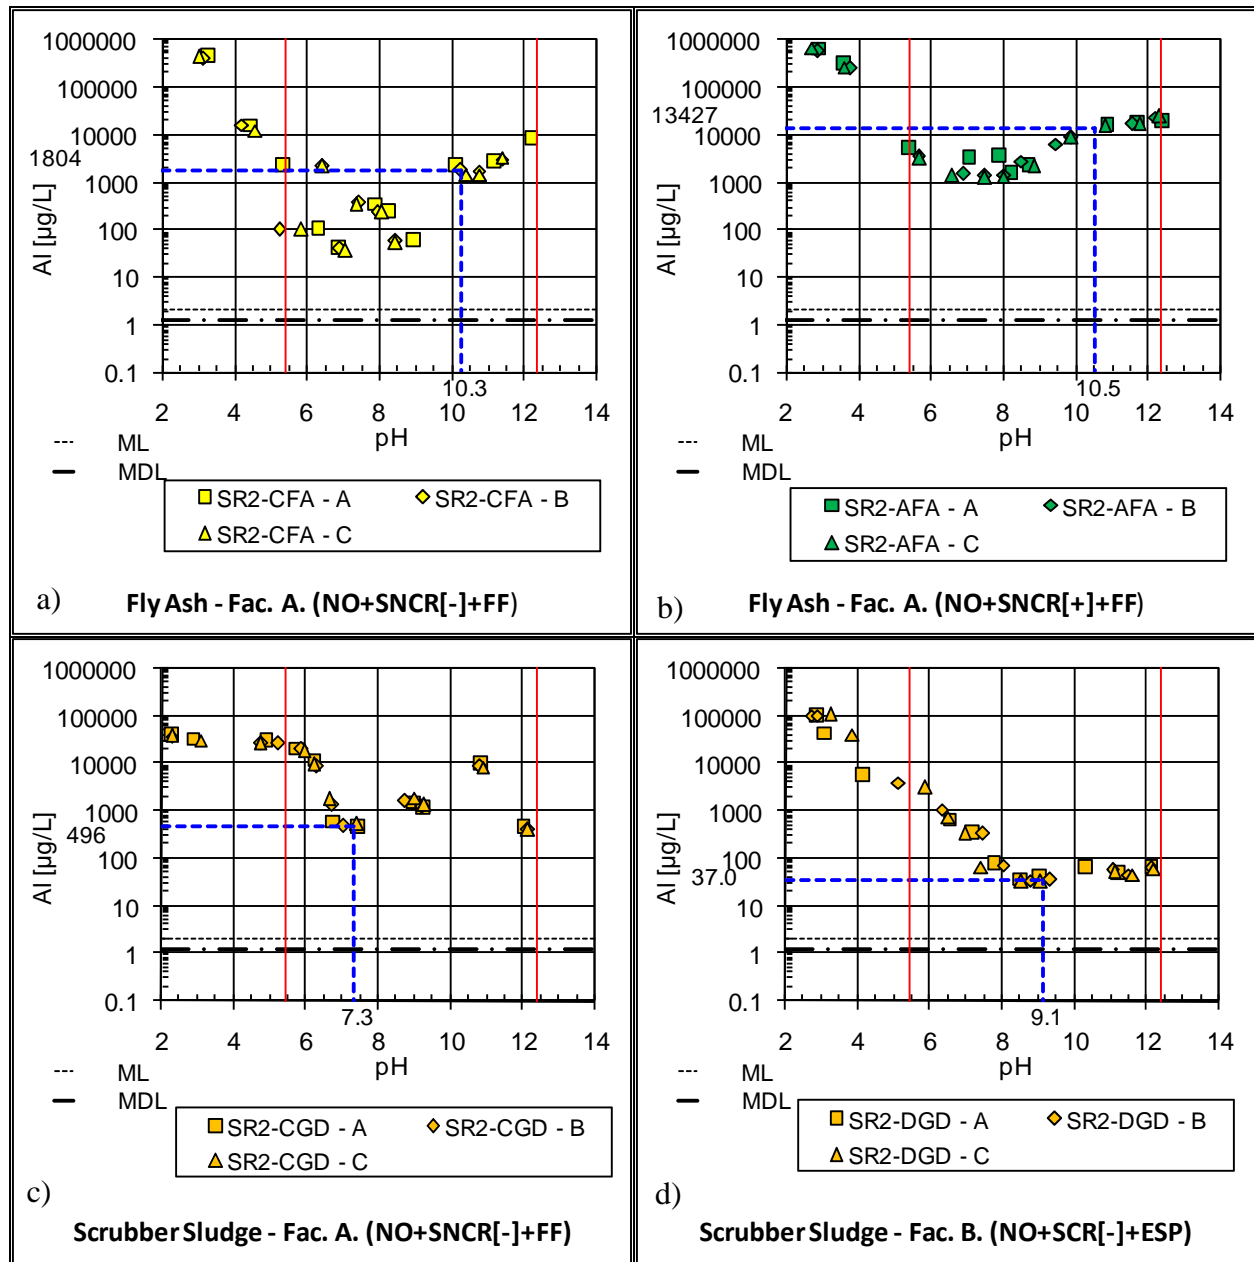 1000000
100000
10000
1804
1000
100
10
1
0.1
Al [µg/L]
10.3
2 4 6 8 10 12 14
pH
ML
MDL
SR2-CFA - A SR2-CFA - B
SR2-CFA - C
a) Fly Ash - Fac. A. (NO+SNCR[-]+FF)
1000000
100000
13427
10000
1000
100
10
1
0.1
Al [µg/L]
10.5
2 4 6 8 10 12 14
pH
ML
MDL
SR2-AFA - A SR2-AFA - B
SR2-AFA - C
b) Fly Ash - Fac. A. (NO+SNCR[+]+FF)
1000000
100000
10000
1000
496
100
10
1
0.1
Al [µg/L]
7.3
2 4 6 8 10 12 14
pH
ML
MDL
SR2-CGD - A SR2-CGD - B
SR2-CGD - C
c)
Scrubber Sludge - Fac. A. (NO+SNCR[-]+FF)
1000000
100000
10000
1000
100
37.0
10
1
0.1
Al [µg/L]
9.1
2 4 6 8 10 12 14
pH
ML
MDL
SR2-DGD - A SR2-DGD - B
SR2-DGD - C
d)
Scrubber Sludge - Fac. B. (NO+SCR[-]+ESP)